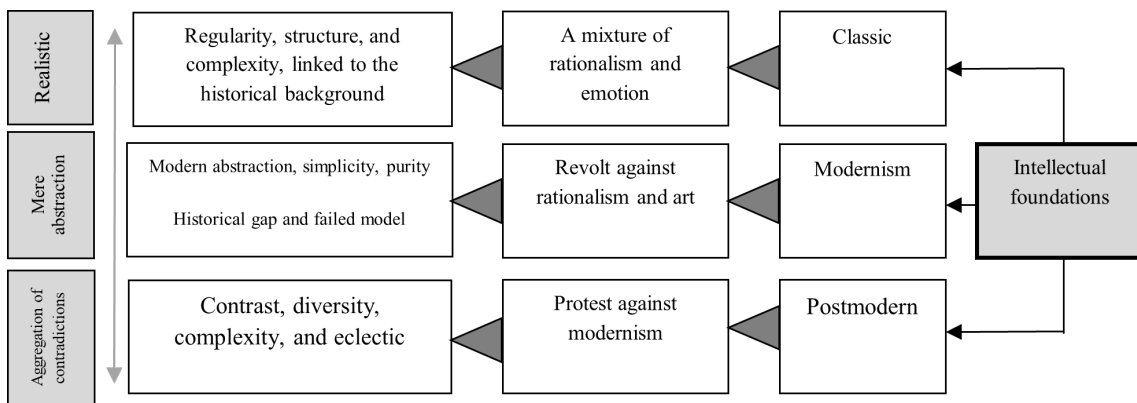 Realistic
Regularity, structure, and
complexity, linked to the
historical background
A mixture of
rationalism and
emotion
Classic
Mere
abstraction
Modern abstraction, simplicity, purity
Historical gap and failed model
Revolt against
rationalism and art
Modernism
Intellectual
foundations
Aggregation of
contradictions
Contrast, diversity,
complexity, and eclectic
Protest against
modernism
Postmodern